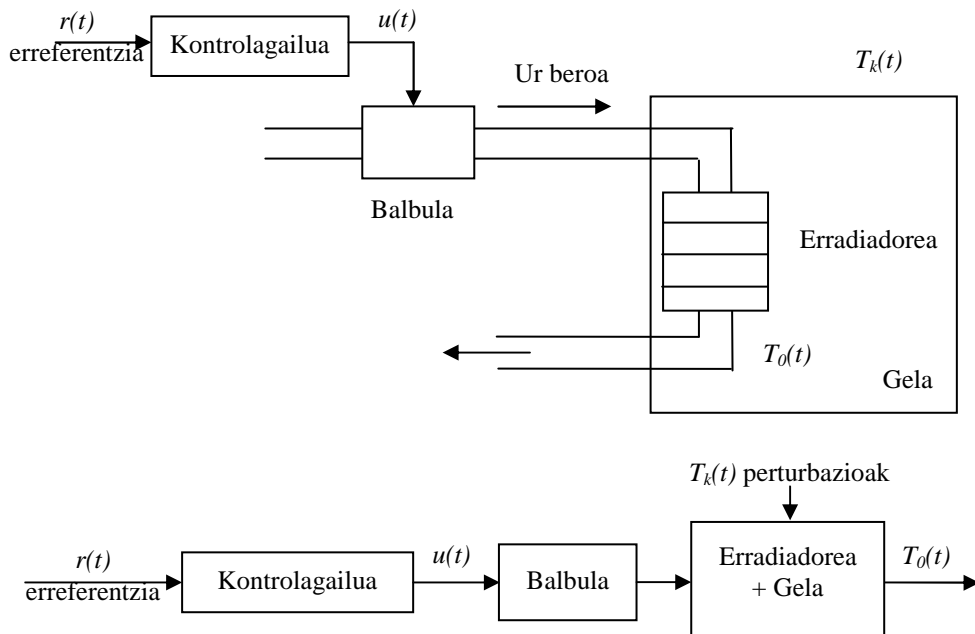 r(t)
erreferentzia
Kontrolagailua
u(t)
Ur beroa
T_k(t)
Balbula
Erradiadorea
T_0(t)
Gela
T_k(t) perturbazioak
r(t)
erreferentzia
Kontrolagailua
u(t)
Balbula
Erradiadorea
+ Gela
T_0(t)